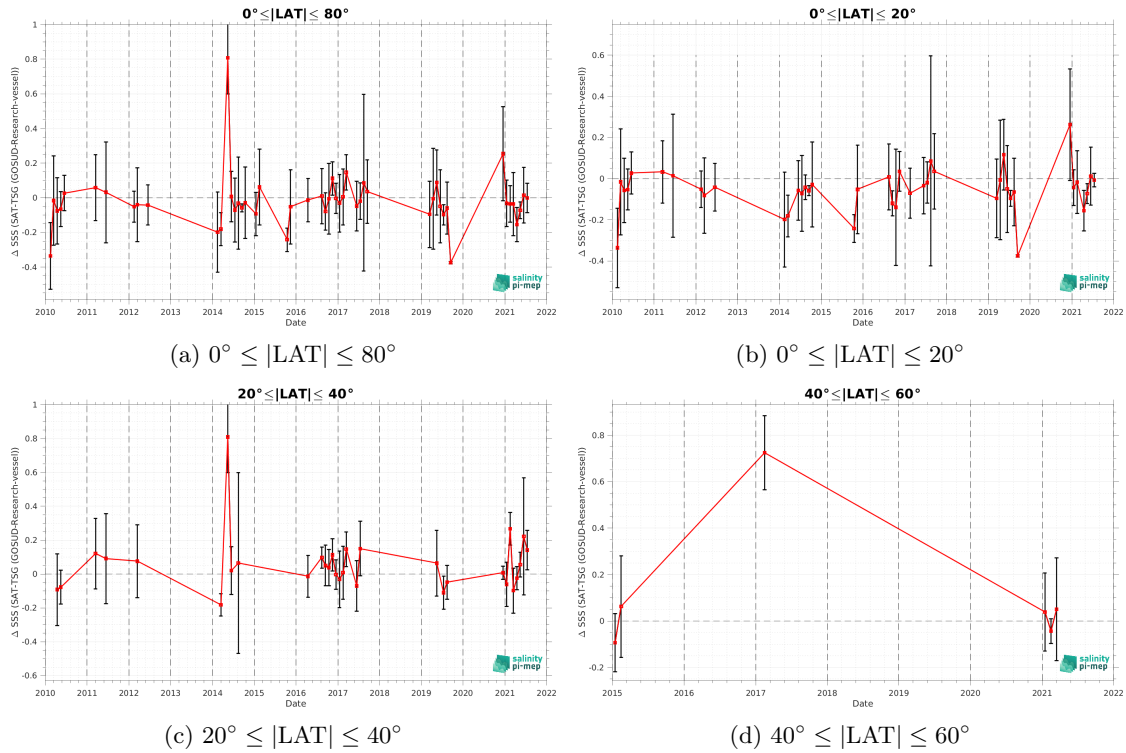 0°≤|LAT|≤ 80°
1
0.8
0.6
0.4
0.2
0
-0.2
-0.4
Δ SSS (SAT-TSG (GOSUD-Research-vessel))
2010 2011 2012 2013 2014 2015 2016 2017 2018 2019 2020 2021 2022
Date
salinity
pi-mep
(a) 0° ≤ |LAT| ≤ 80°
0°≤|LAT|≤ 20°
0.6
0.4
0.2
0
-0.2
-0.4
Δ SSS (SAT-TSG (GOSUD-Research-vessel))
2010 2011 2012 2013 2014 2015 2016 2017 2018 2019 2020 2021 2022
Date
salinity
pi-mep
(b) 0° ≤ |LAT| ≤ 20°
20°≤|LAT|≤ 40°
1
0.8
0.6
0.4
0.2
0
-0.2
-0.4
-0.6
Δ SSS (SAT-TSG (GOSUD-Research-vessel))
2010 2011 2012 2013 2014 2015 2016 2017 2018 2019 2020 2021 2022
Date
salinity
pi-mep
(c) 20° ≤ |LAT| ≤ 40°
40°≤|LAT|≤ 60°
0.8
0.6
0.4
0.2
0
-0.2
Δ SSS (SAT-TSG (GOSUD-Research-vessel))
2015 2016 2017 2018 2019 2020 2021 2022
Date
salinity
pi-mep
(d) 40° ≤ |LAT| ≤ 60°